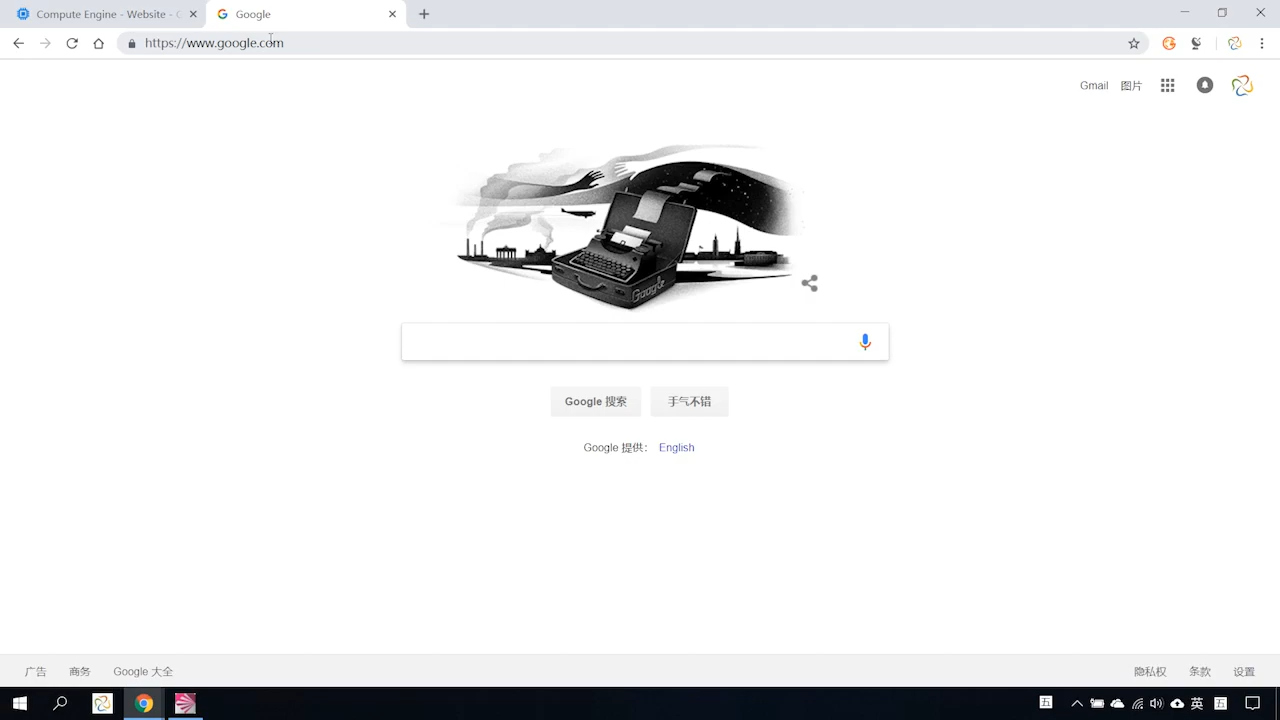 Compute Engine - Website - G
Google
https://www.google.com
Gmail 图片
Google
Google 搜索 手气不错
Google 提供： English
广告 商务 Google 大全 隐私权 条款 设置
五 英 五